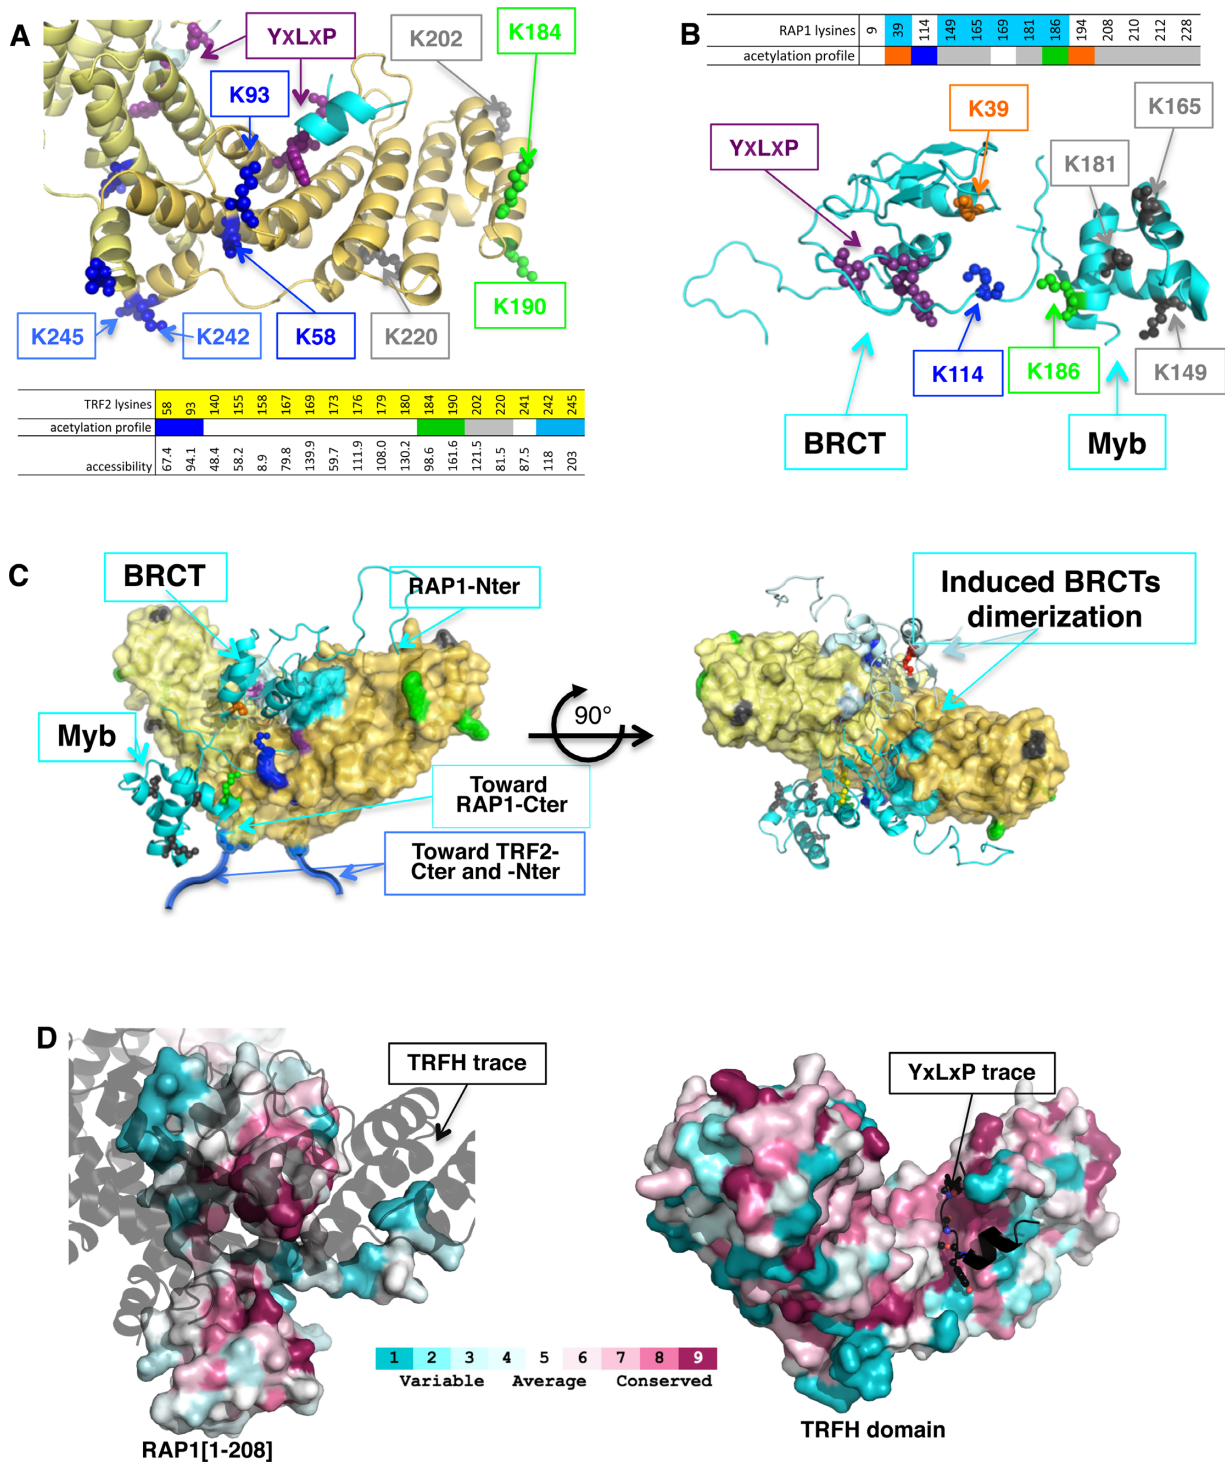 A
YxLxP
K202
K184
K93
K190
K245
K242
K58
K220
TRF2 lysines 58 93 140 155 158 167 169 173 176 179 180 184 190 202 220 241 242 245
acetylation profile
accessibility 67.4 94.1 48.4 58.2 8.9 79.8 139.9 59.7 111.9 108.0 130.2 98.6 161.6 121.5 81.5 87.5 118 203
B
RAP1 lysines 9 39 114 149 165 169 181 186 194 208 210 212 228
acetylation profile
K39
K165
YxLxP
K181
K114
K186
K149
BRCT
Myb
C
BRCT
RAP1-Nter
Myb
Toward
RAP1-Cter
Toward TRF2-
Cter and -Nter
90°
Induced BRCTs
dimerization
D
TRFH trace
YxLxP trace
1 2 3 4 5 6 7 8 9
Variable Average Conserved
RAP1[1-208]
TRFH domain